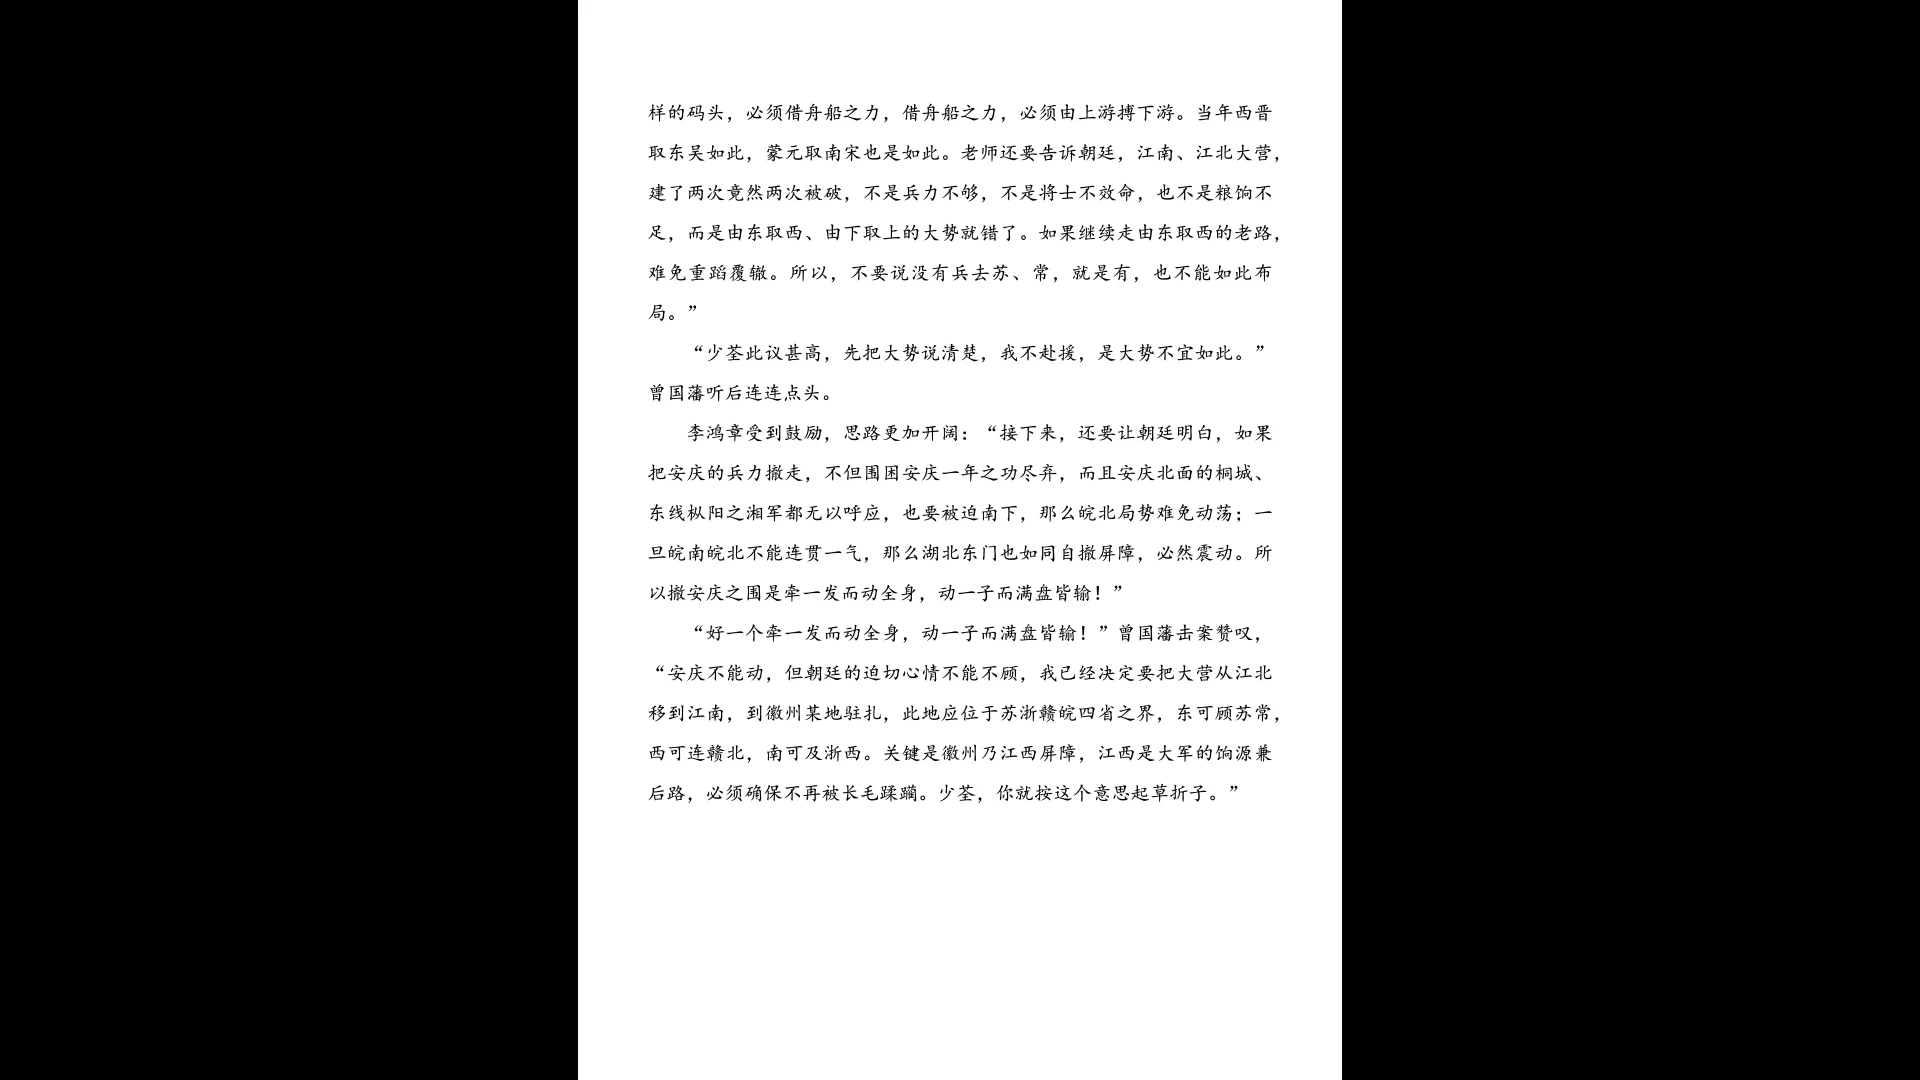 样的码头，必须借舟船之力，借舟船之力，必须由上游搏下游。当年西晋
取东吴如此，蒙元取南宋也是如此。老师还要告诉朝廷，江南、江北大营，
建了两次竟然两次被破，不是兵力不够，不是将士不效命，也不是粮饷不
足，而是由东取西、由下取上的大势就错了。如果继续走由东取西的老路，
难免重蹈覆辙。所以，不要说没有兵去苏、常，就是有，也不能如此布
局。”
“少荃此议甚高，先把大势说清楚，我不赴援，是大势不宜如此。”
曾国藩听后连连点头。
李鸿章受到鼓励，思路更加开阔：“接下来，还要让朝廷明白，如果
把安庆的兵力撤走，不但围困安庆一年之功尽弃，而且安庆北面的桐城、
东线枞阳之湘军都无以呼应，也要被迫南下，那么皖北局势难免动荡；一
旦皖南皖北不能连贯一气，那么湖北东门也如同自撤屏障，必然震动。所
以撤安庆之围是牵一发而动全身，动一子而满盘皆输！”
“好一个牵一发而动全身，动一子而满盘皆输！”曾国藩击案赞叹，
“安庆不能动，但朝廷的迫切心情不能不顾，我已经决定要把大营从江北
移到江南，到徽州某地驻扎，此地应位于苏浙赣皖四省之界，东可顾苏常，
西可连赣北，南可及浙西。关键是徽州乃江西屏障，江西是大军的饷源兼
后路，必须确保不再被长毛蹂躏。少荃，你就按这个意思起草折子。”